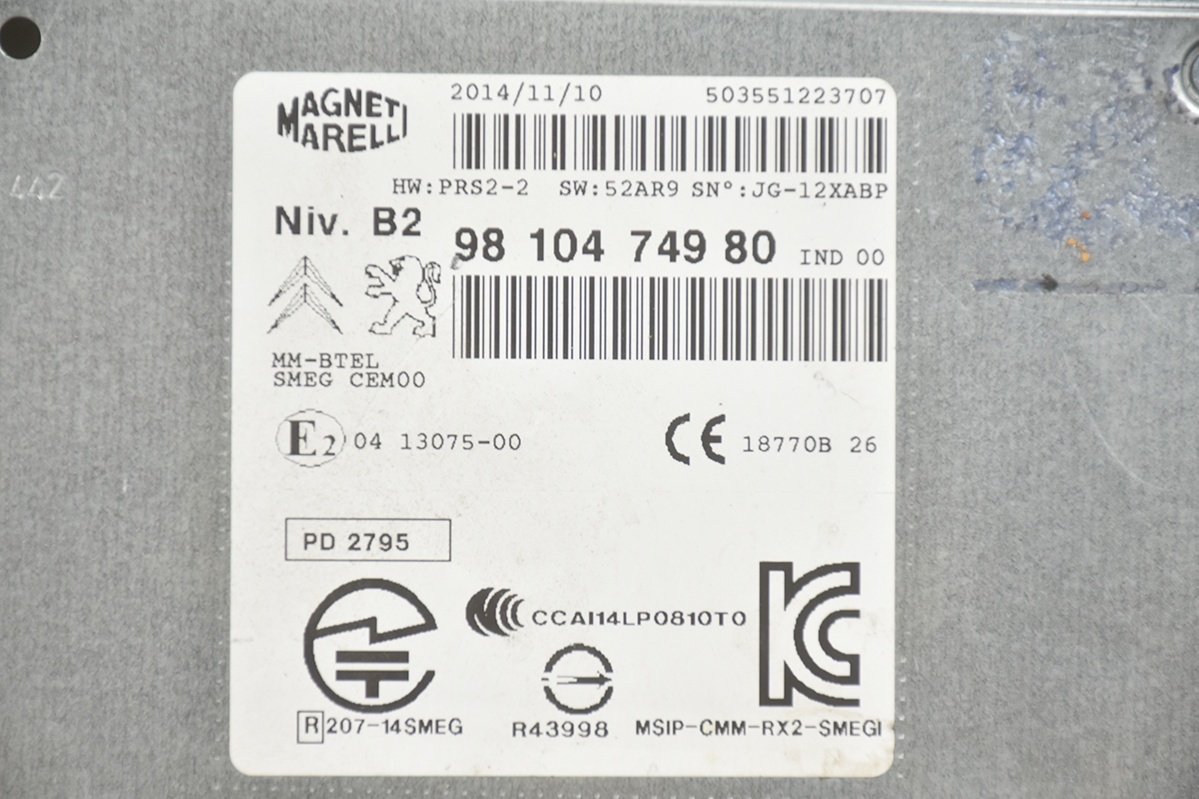 MAGNETI
MARELLI
2014/11/10 503551223707
HW:PRS2-2 SW:52AR9 SN°:JG-12XABP
442
Niv. B2
98 104 749 80 IND 00
MM-BTEL
SMEG CEM00
E2 04 13075-00
CE 18770B 26
PD 2795
CCAI14LP0810T0
KC
R 207-14SMEG
R43998
MSIP-CMM-RX2-SMEGI